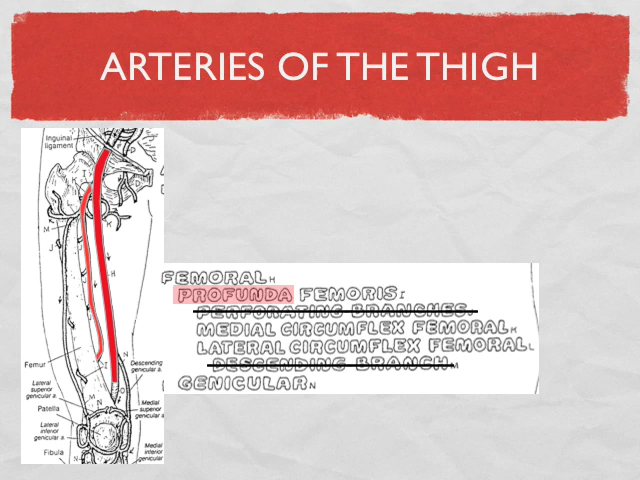 ARTERIES OF THE THIGH
Inguinal
ligament
D
K
I
K
M
J
J
H
J
L
I
N
Femur
Descending
genicular a.
Lateral
superior
genicular a.
M
N
O
Patella
Medial
superior
genicular a.
Lateral
inferior
genicular a.
Medial
inferior
genicular
Fibula
N
FEMORAL H
PROFUNDA FEMORIS I
PERFORATING BRANCHES J
MEDIAL CIRCUMFLEX FEMORAL K
LATERAL CIRCUMFLEX FEMORAL L
DESCENDING BRANCH M
GENICULAR N